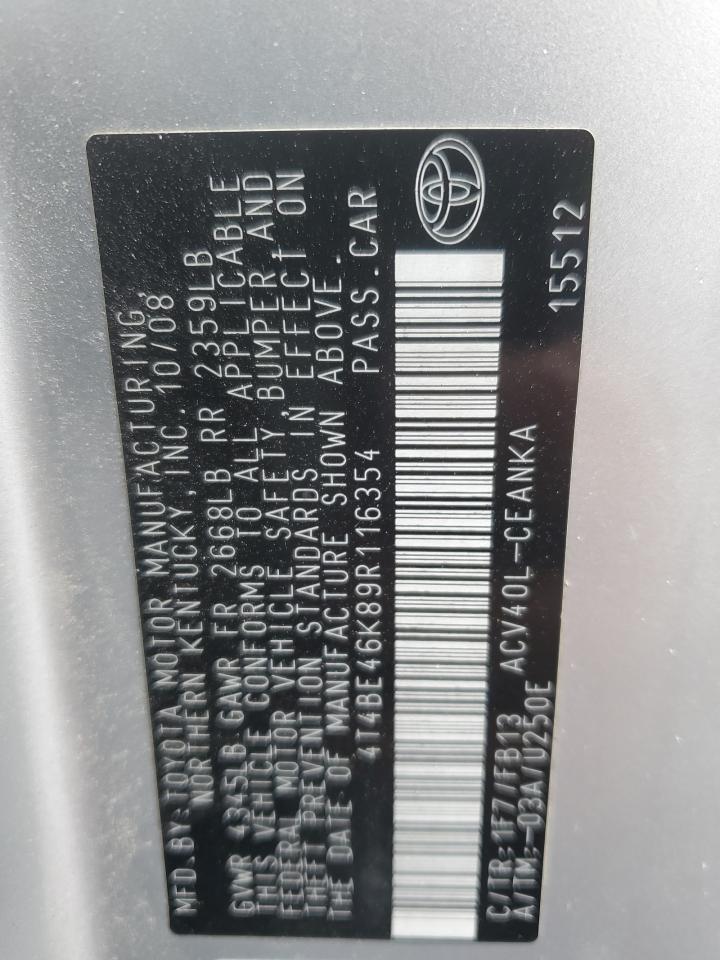 MFD.BY:TOYOTA MOTOR MANUFACTURING,
NORTHERN KENTUCKY,INC. 10/08
GVWR 4345LB GAWR FR 2668LB RR 2359LB
THIS VEHICLE CONFORMS TO ALL APPLICABLE
FEDERAL MOTOR VEHICLE SAFETY,BUMPER AND
THEFT PREVENTION STANDARDS IN EFFECT ON
THE DATE OF MANUFACTURE SHOWN ABOVE.
4T4BE46K89R116354 PASS.CAR
C/TR:1F7/FB13 ACV40L-CEANKA
A/TM:-03A/U250E 15512